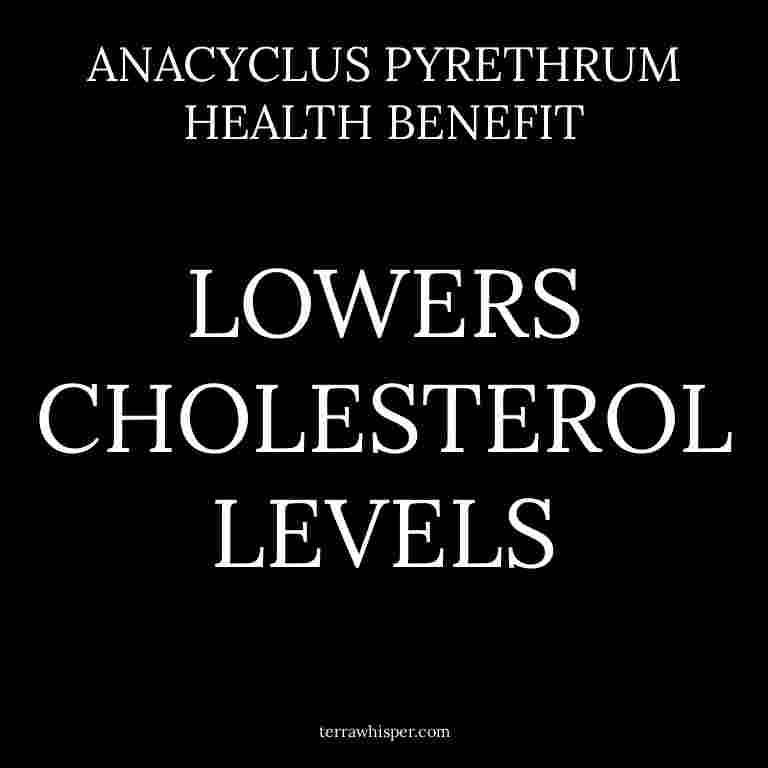 ANACYCLUS PYRETHRUM
HEALTH BENEFIT
LOWERS
CHOLESTEROL
LEVELS
terrawhisper.com